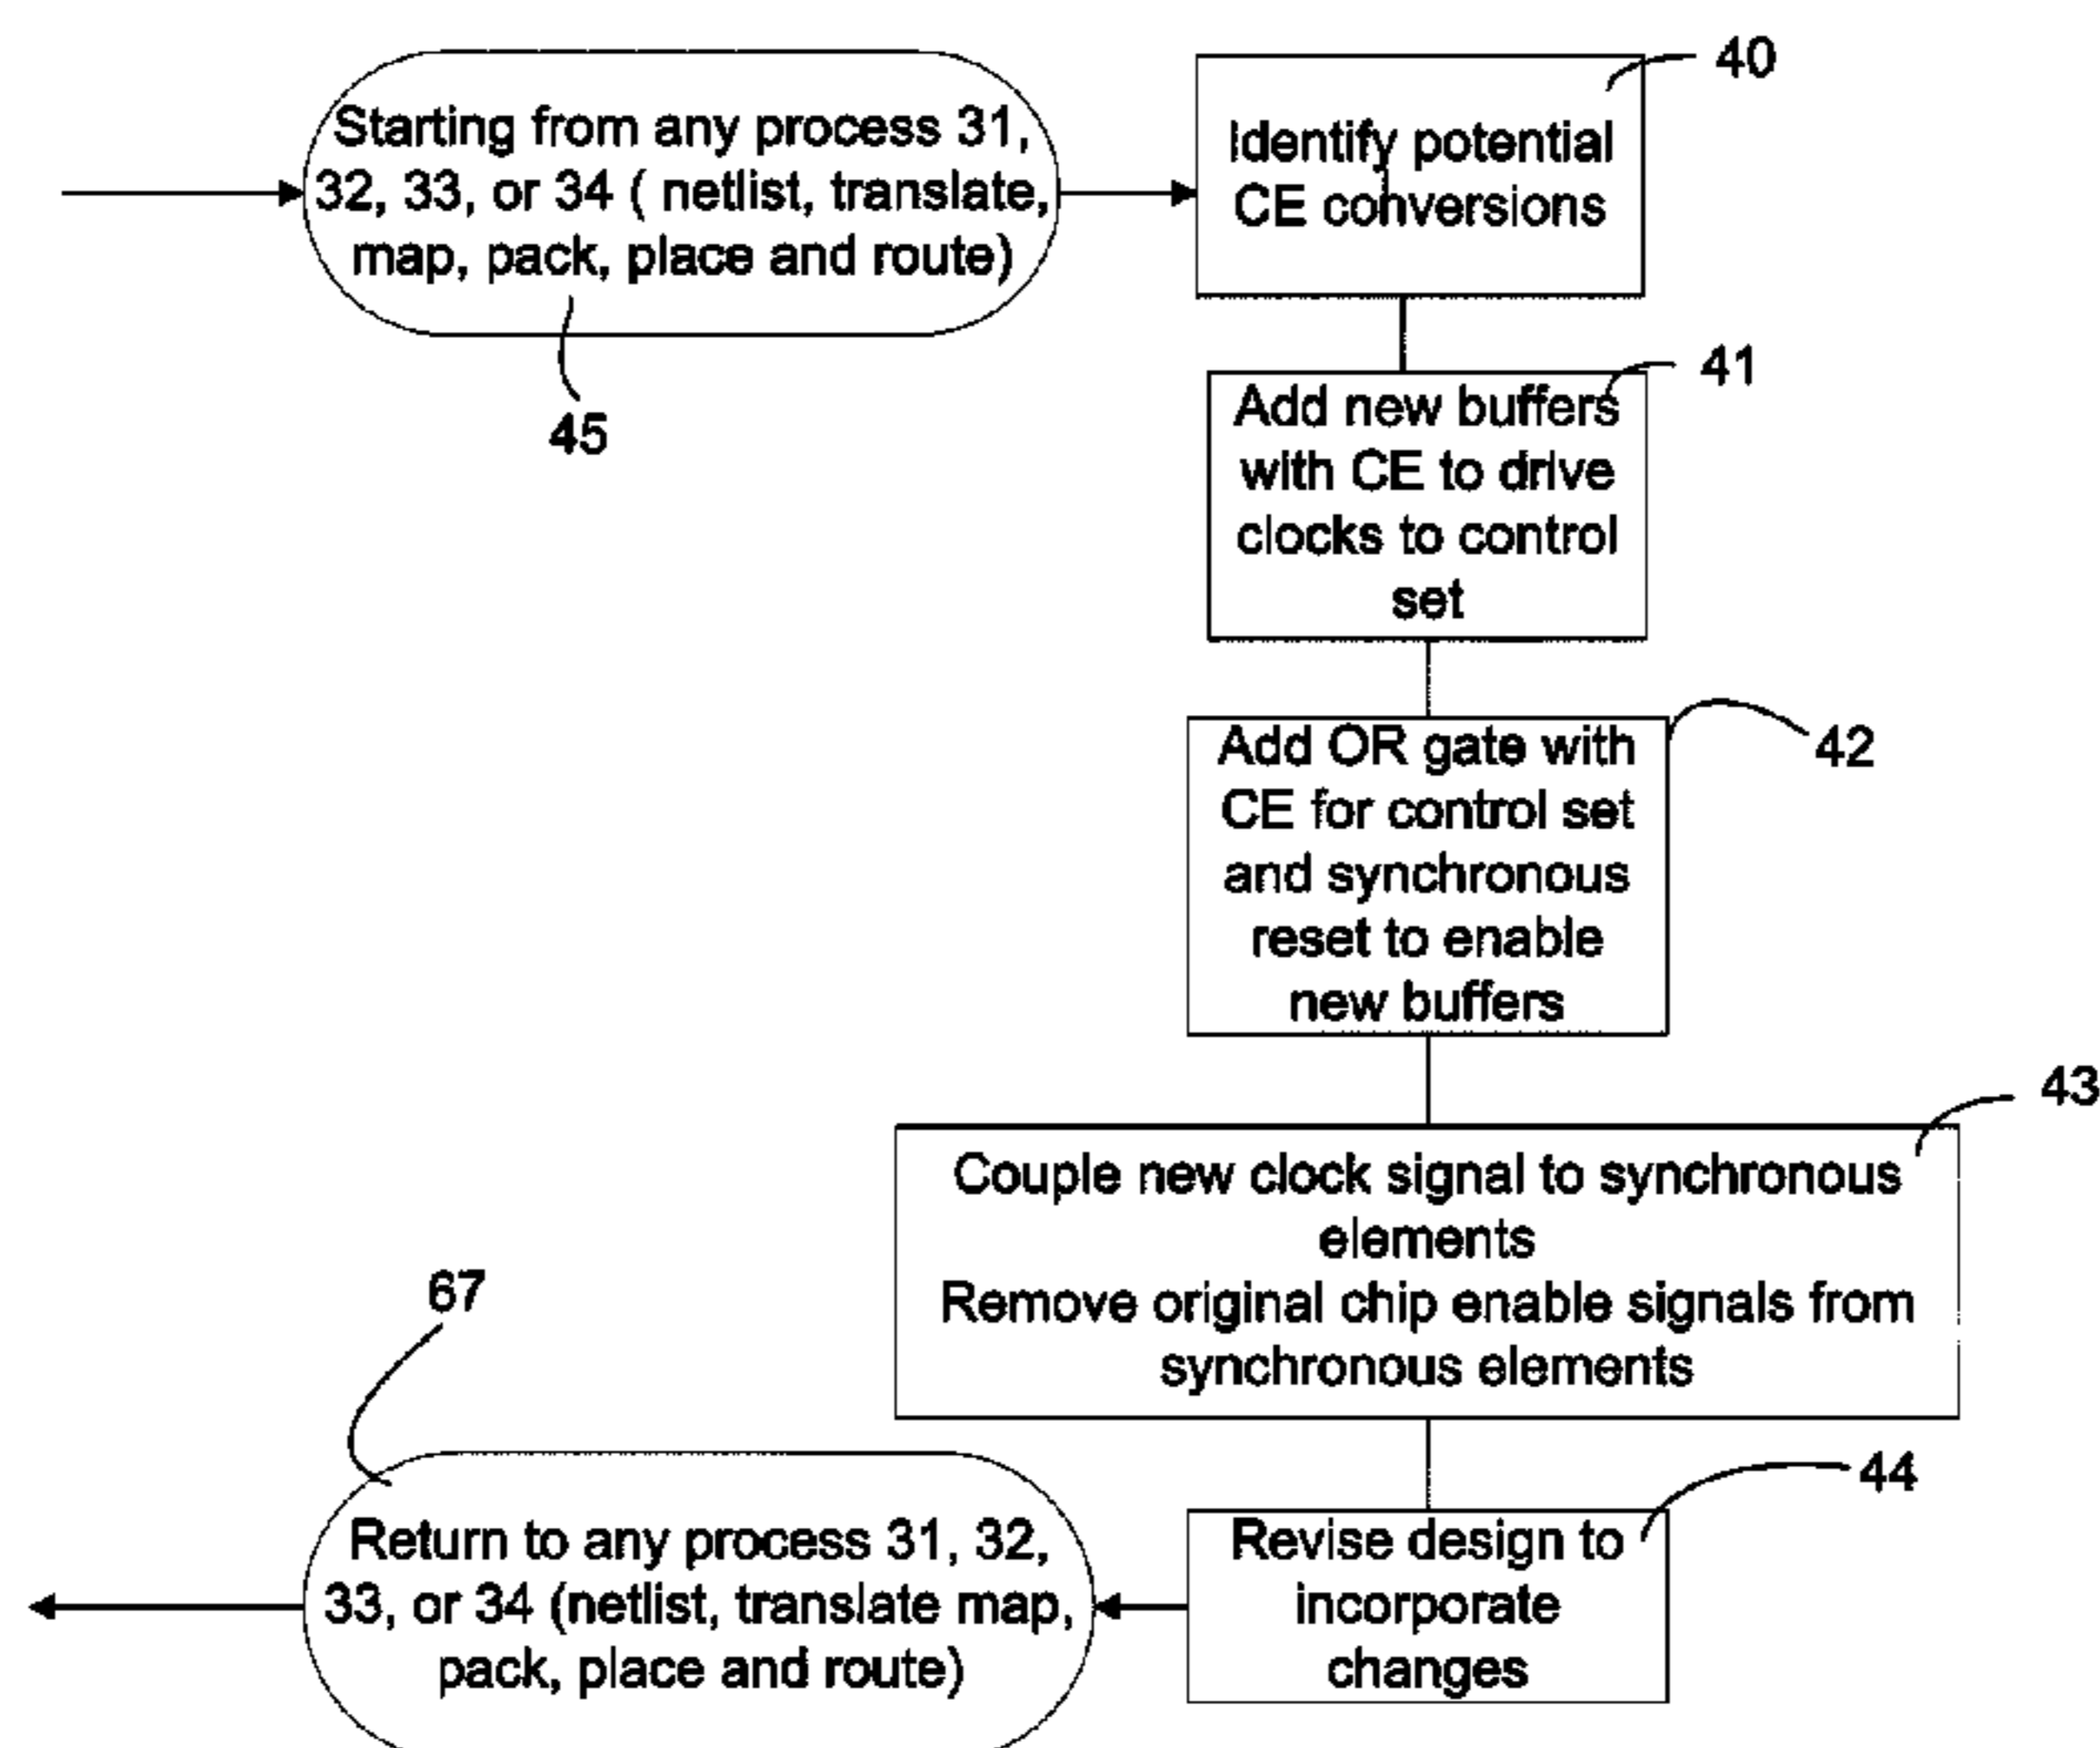 Starting from any process 31,
32, 33, or 34 ( netlist, translate,
map, pack, place and route)
45
Identify potential
CE conversions
40
Add new buffers
with CE to drive
clocks to control
set
41
Add OR gate with
CE for control set
and synchronous
reset to enable
new buffers
42
Couple new clock signal to synchronous
elements
Remove original chip enable signals from
synchronous elements
43
Revise design to
incorporate
changes
44
Return to any process 31, 32,
33, or 34 (netlist, translate map,
pack, place and route)
67